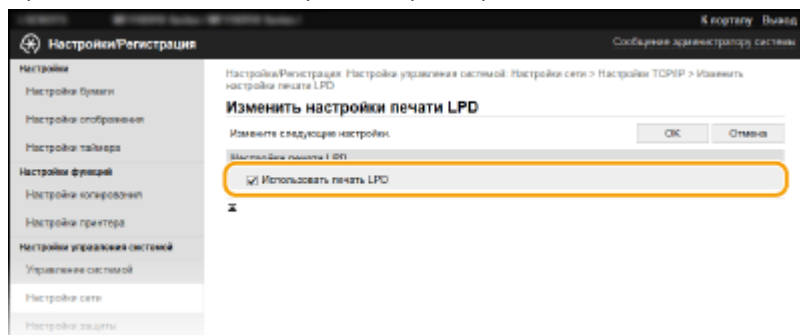 К порталу Вывод
Настройки/Регистрация
Сообщение администратору системы
Настройки
Настройки бумаги
Настройки отображения
Настройки таймера
Настройки функций
Настройки копирования
Настройки принтера
Настройки управления системой
Управление системой
Настройки сети
Настройки защиты
Настройки/Регистрация: Настройки управления системой: Настройки сети > Настройки TCP/IP > Изменить
настройки печати LPD
Изменить настройки печати LPD
Измените следующие настройки.
OK Отмена
Настройки печати LPD
Использовать печать LPD